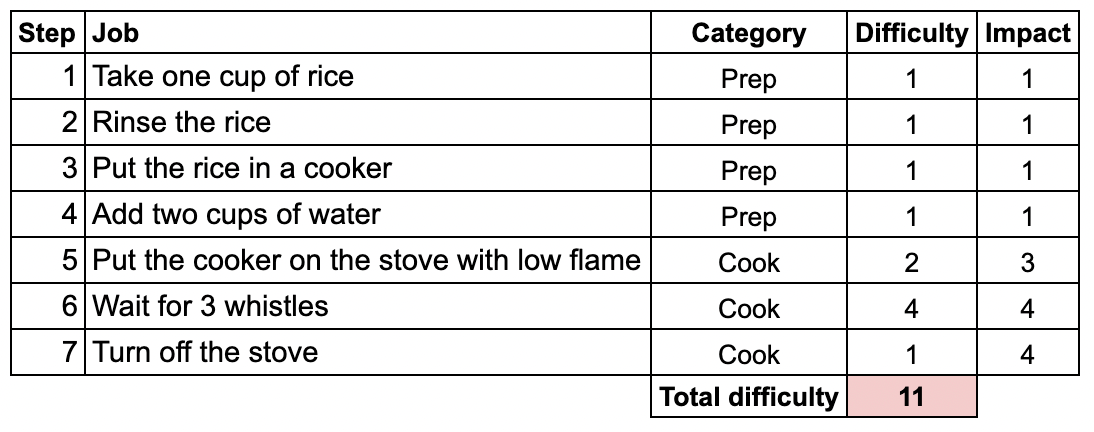 Step Job Category Difficulty Impact
1 Take one cup of rice Prep 1 1
2 Rinse the rice Prep 1 1
3 Put the rice in a cooker Prep 1 1
4 Add two cups of water Prep 1 1
5 Put the cooker on the stove with low flame Cook 2 3
6 Wait for 3 whistles Cook 4 4
7 Turn off the stove Cook 1 4
Total difficulty 11